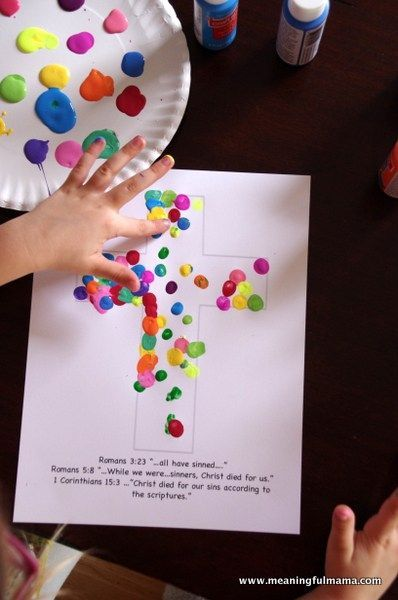 Romans 3:23 "...all have sinned...."
Romans 5:8 "...While we were...sinners, Christ died for us."
1 Corinthians 15:3 ..."Christ died for our sins according to
the scriptures."
www.meaningfulmama.com